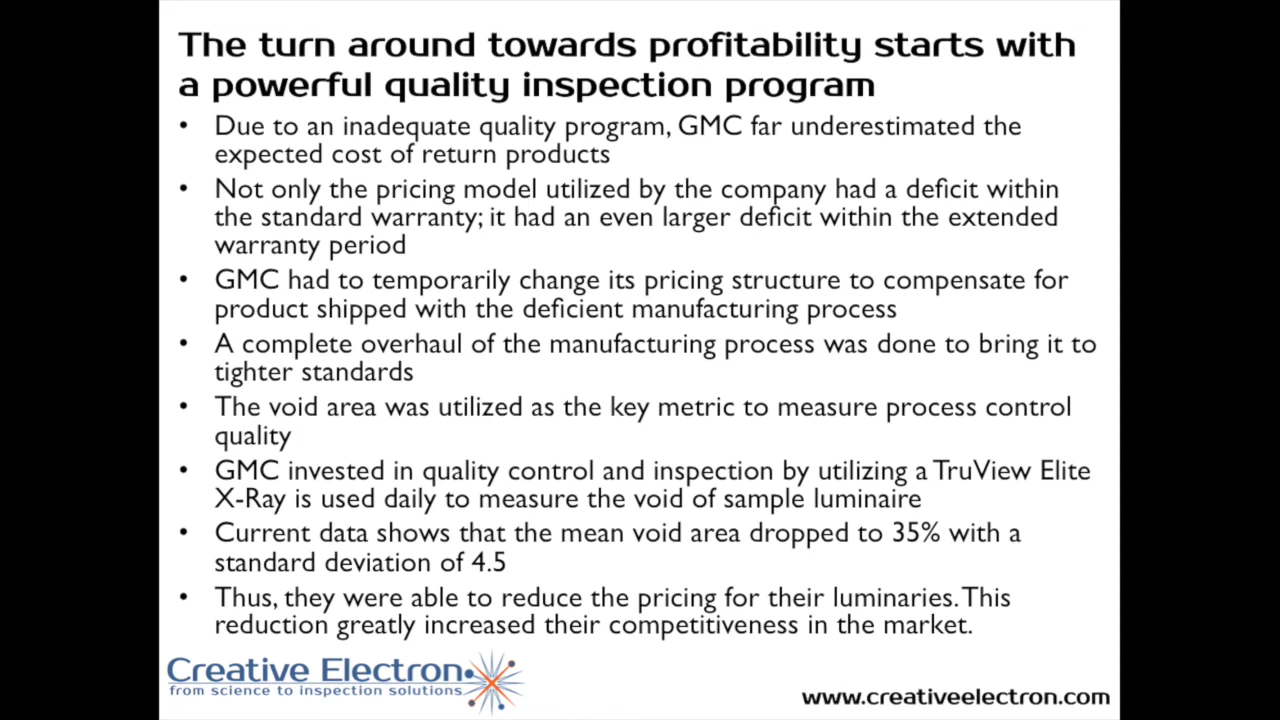 The turn around towards profitability starts with
a powerful quality inspection program
• Due to an inadequate quality program, GMC far underestimated the
expected cost of return products
• Not only the pricing model utilized by the company had a deficit within
the standard warranty; it had an even larger deficit within the extended
warranty period
• GMC had to temporarily change its pricing structure to compensate for
product shipped with the deficient manufacturing process
• A complete overhaul of the manufacturing process was done to bring it to
tighter standards
• The void area was utilized as the key metric to measure process control
quality
• GMC invested in quality control and inspection by utilizing a TruView Elite
X-Ray is used daily to measure the void of sample luminaire
• Current data shows that the mean void area dropped to 35% with a
standard deviation of 4.5
• Thus, they were able to reduce the pricing for their luminaries. This
reduction greatly increased their competitiveness in the market.
Creative Electron
from science to inspection solutions
www.creativeelectron.com